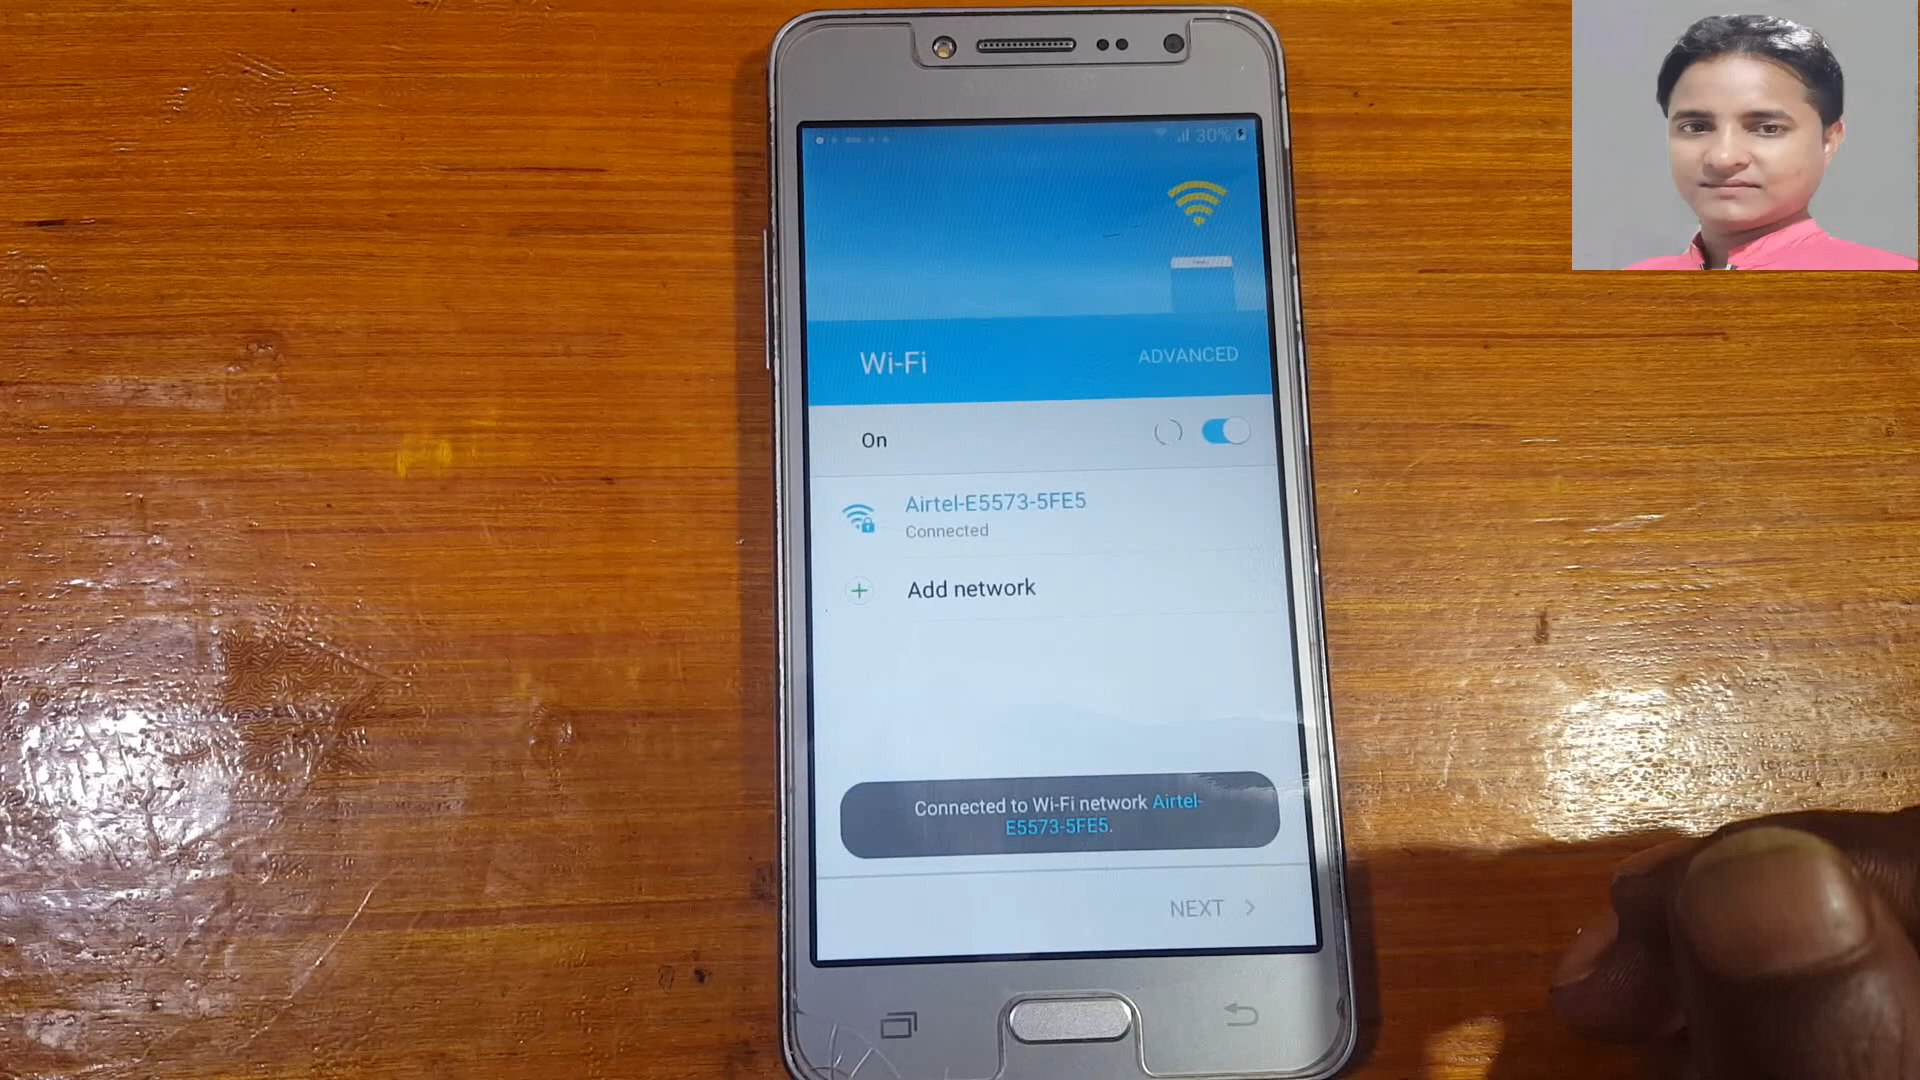 30%
Wi-Fi
ADVANCED
On
Airtel-E5573-5FE5
Connected
Add network
Connected to Wi-Fi network Airtel-
E5573-5FE5.
NEXT